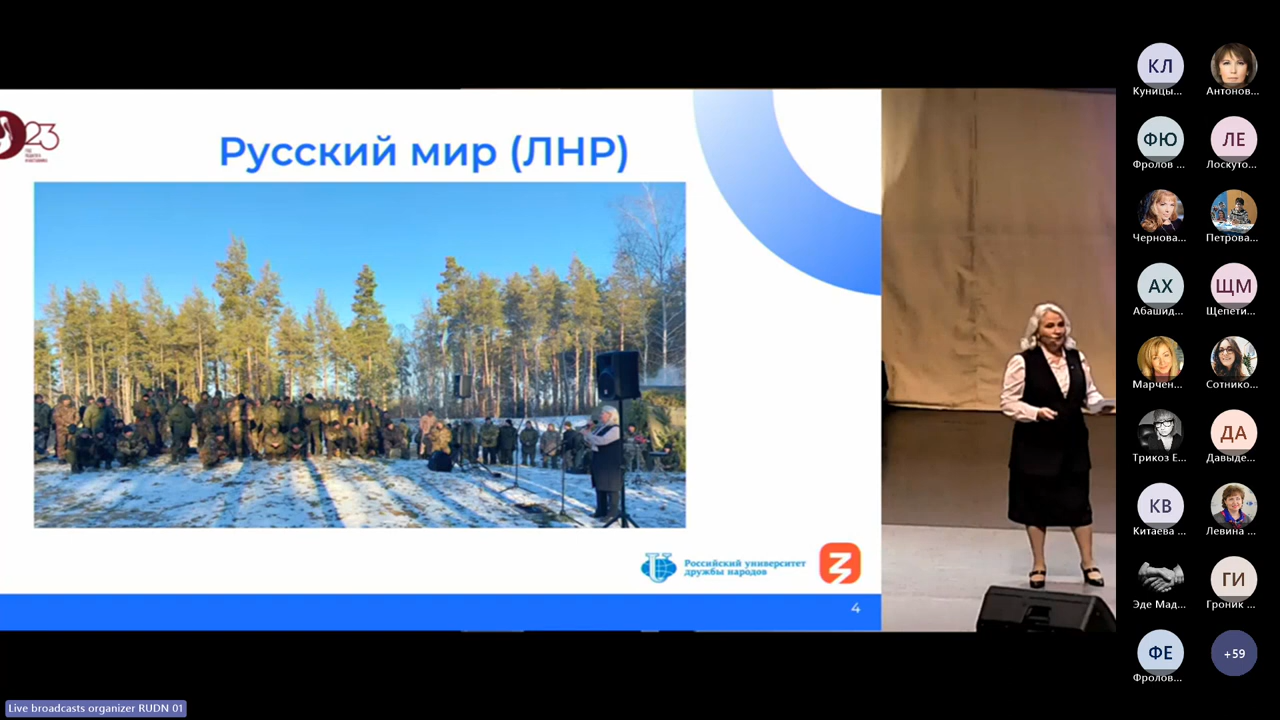 23
Русский мир (ЛНР)
Российский университет
дружбы народов
4
КЛ
Куницы...
Антонов...
ФЮ
Фролов ...
ЛЕ
Лоскуто...
Чернова...
Петрова...
АХ
Абашид...
ЩМ
Щепети...
Марчен...
Сотнико...
Трикоз Е...
ДА
Давыде...
КВ
Китаева ...
Левина ...
Эде Мад...
ГИ
Гроник ...
ФЕ
Фролов...
+59
Live broadcasts organizer RUDN 01